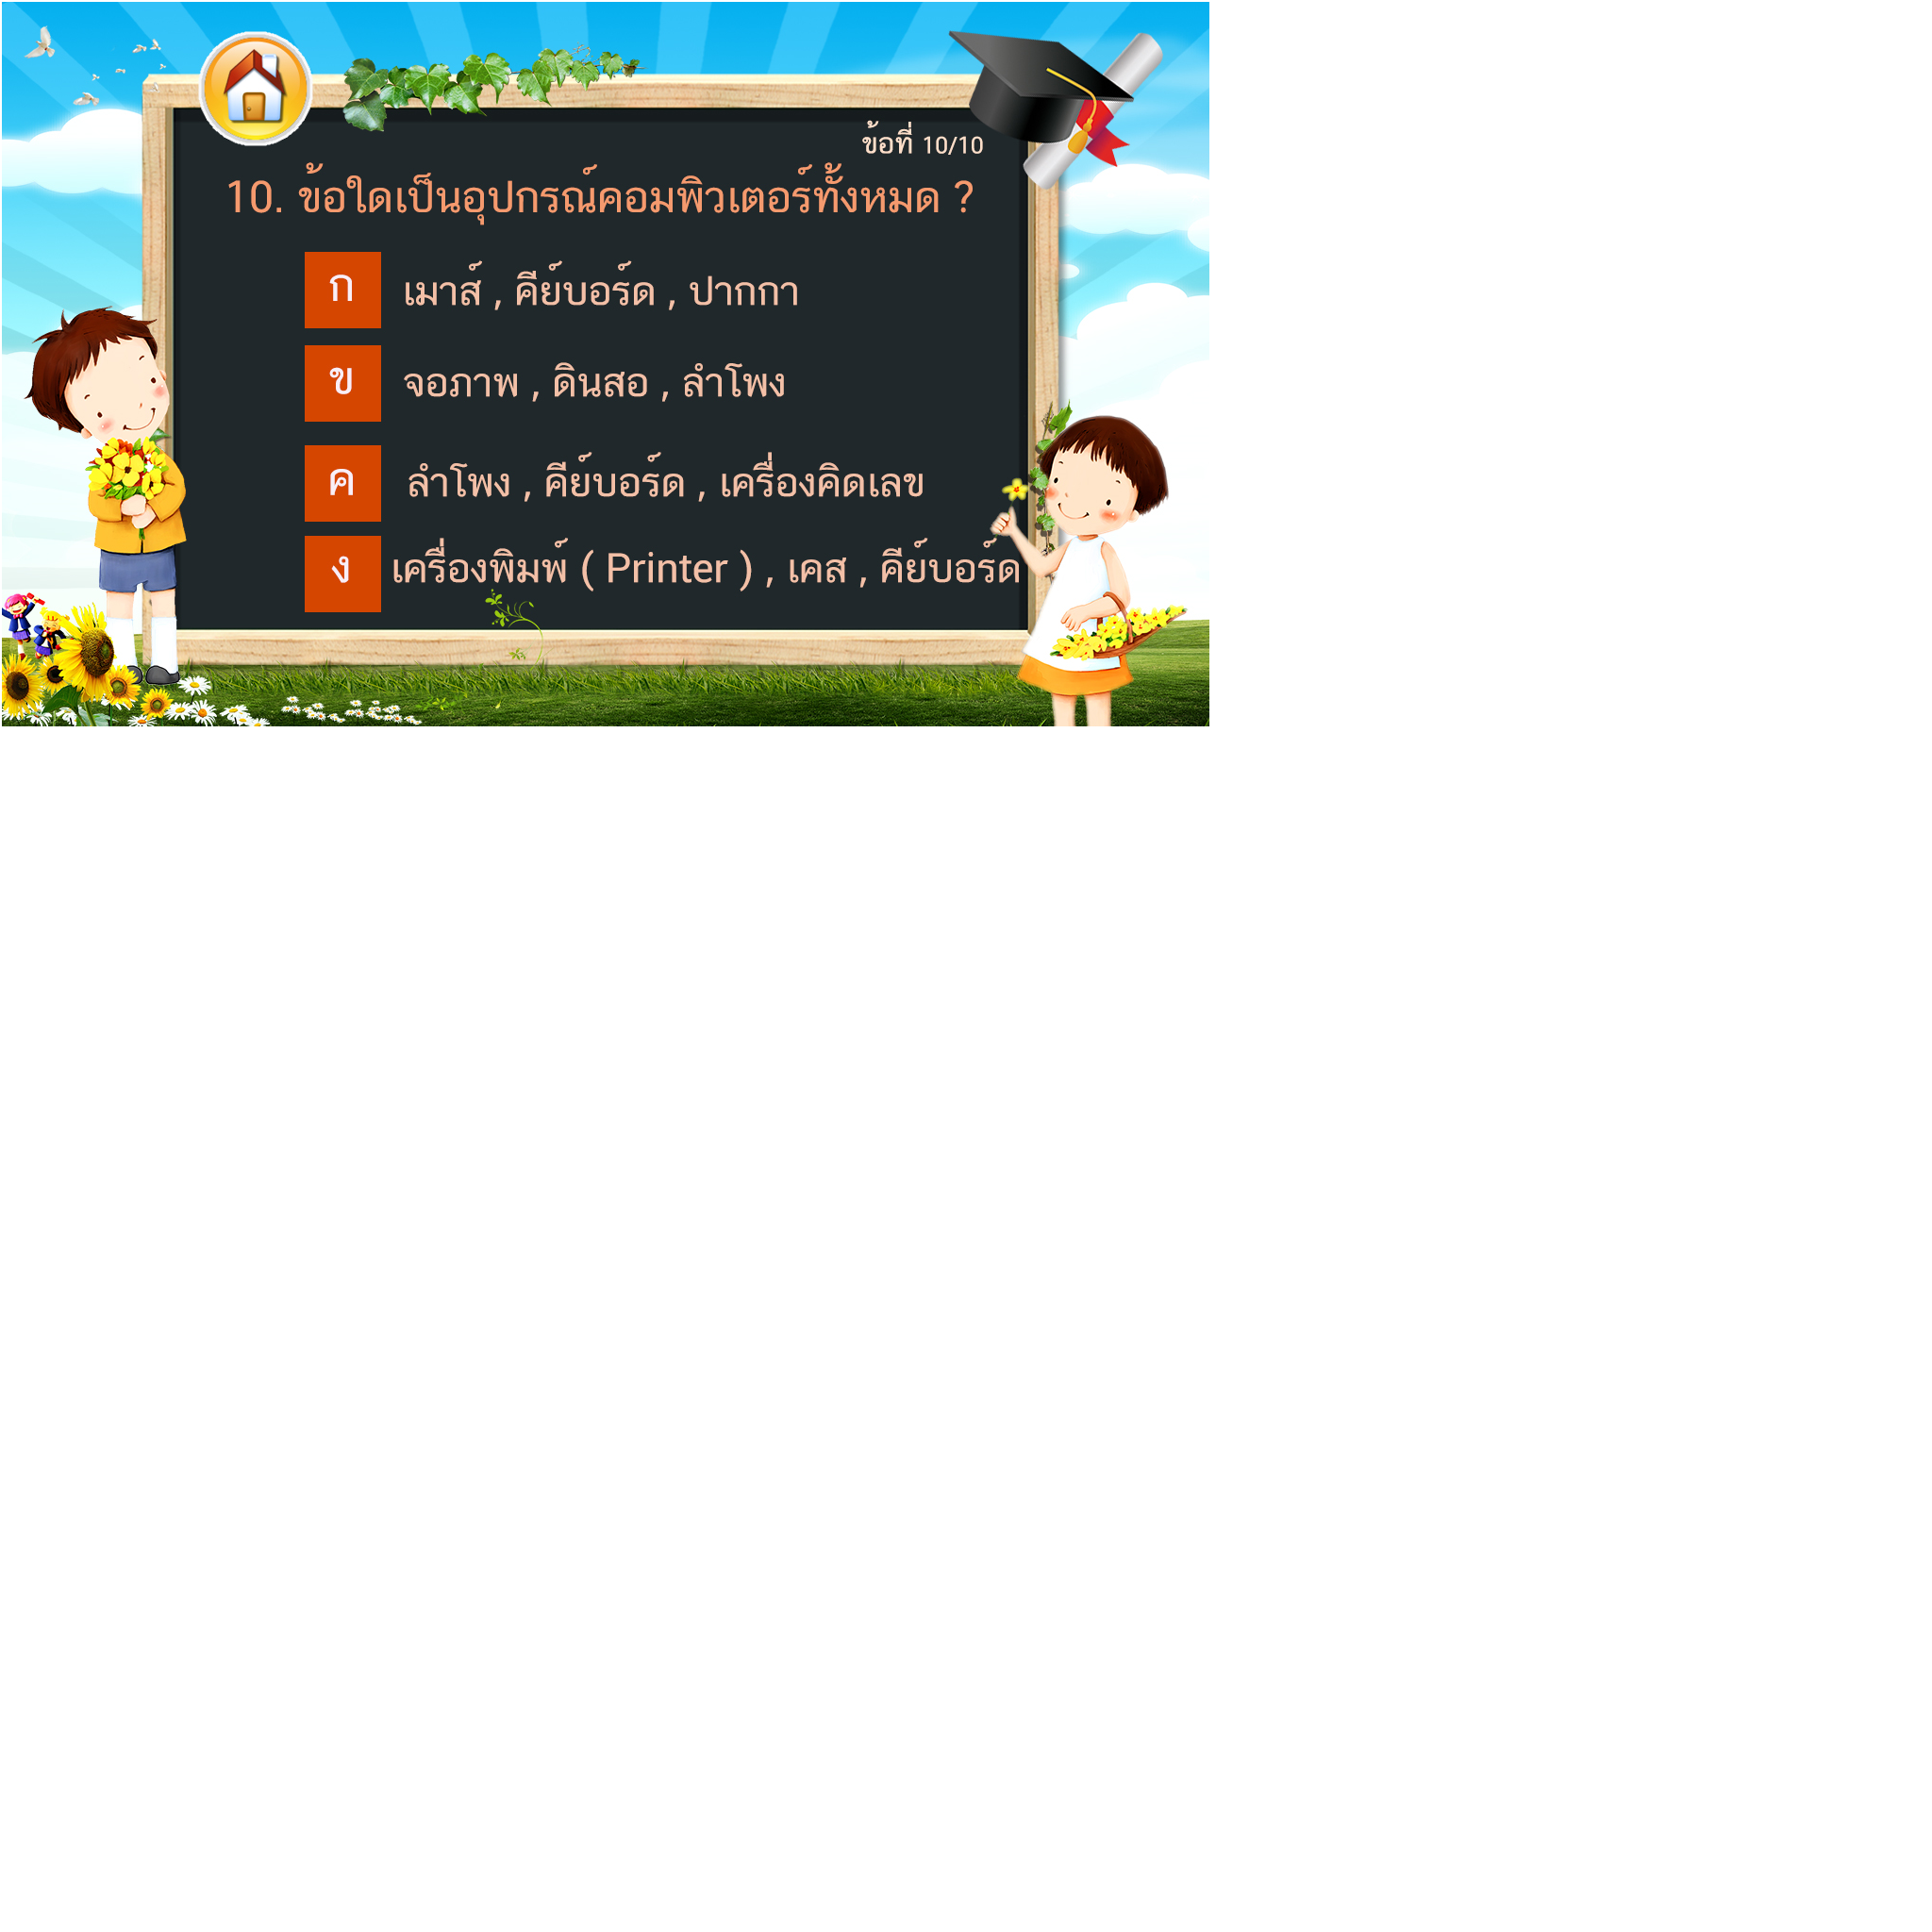 ข้อที่ 10/10
10. ข้อใดเป็นอุปกรณ์คอมพิวเตอร์ทั้งหมด ?
ก เมาส์ , คีย์บอร์ด , ปากกา
ข จอภาพ , ดินสอ , ลำโพง
ค ลำโพง , คีย์บอร์ด , เครื่องคิดเลข
ง เครื่องพิมพ์ ( Printer ) , เคส , คีย์บอร์ด